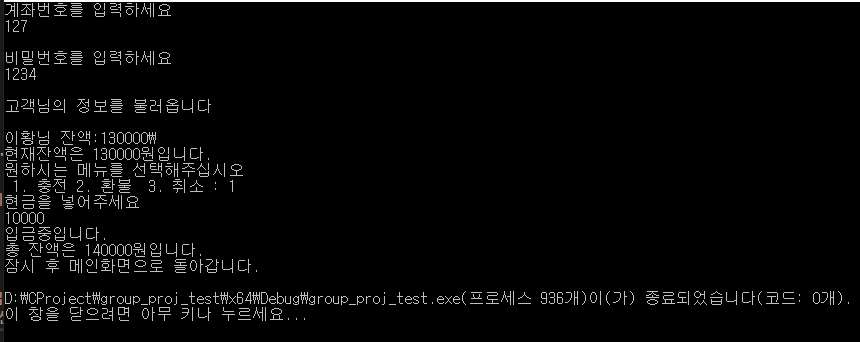 계좌번호를 입력하세요
127
비밀번호를 입력하세요
1234
고객님의 정보를 불러옵니다
이황님 잔액:130000₩
현재잔액은 130000원입니다.
원하시는 메뉴를 선택해주십시오
1. 충전 2. 환불  3. 취소 : 1
현금을 넣어주세요
10000
입금중입니다.
총 잔액은 140000원입니다.
잠시 후 메인화면으로 돌아갑니다.
D:₩CProject₩group_proj_test₩x64₩Debug₩group_proj_test.exe(프로세스 936개)이(가) 종료되었습니다(코드: 0개).
이 창을 닫으려면 아무 키나 누르세요...